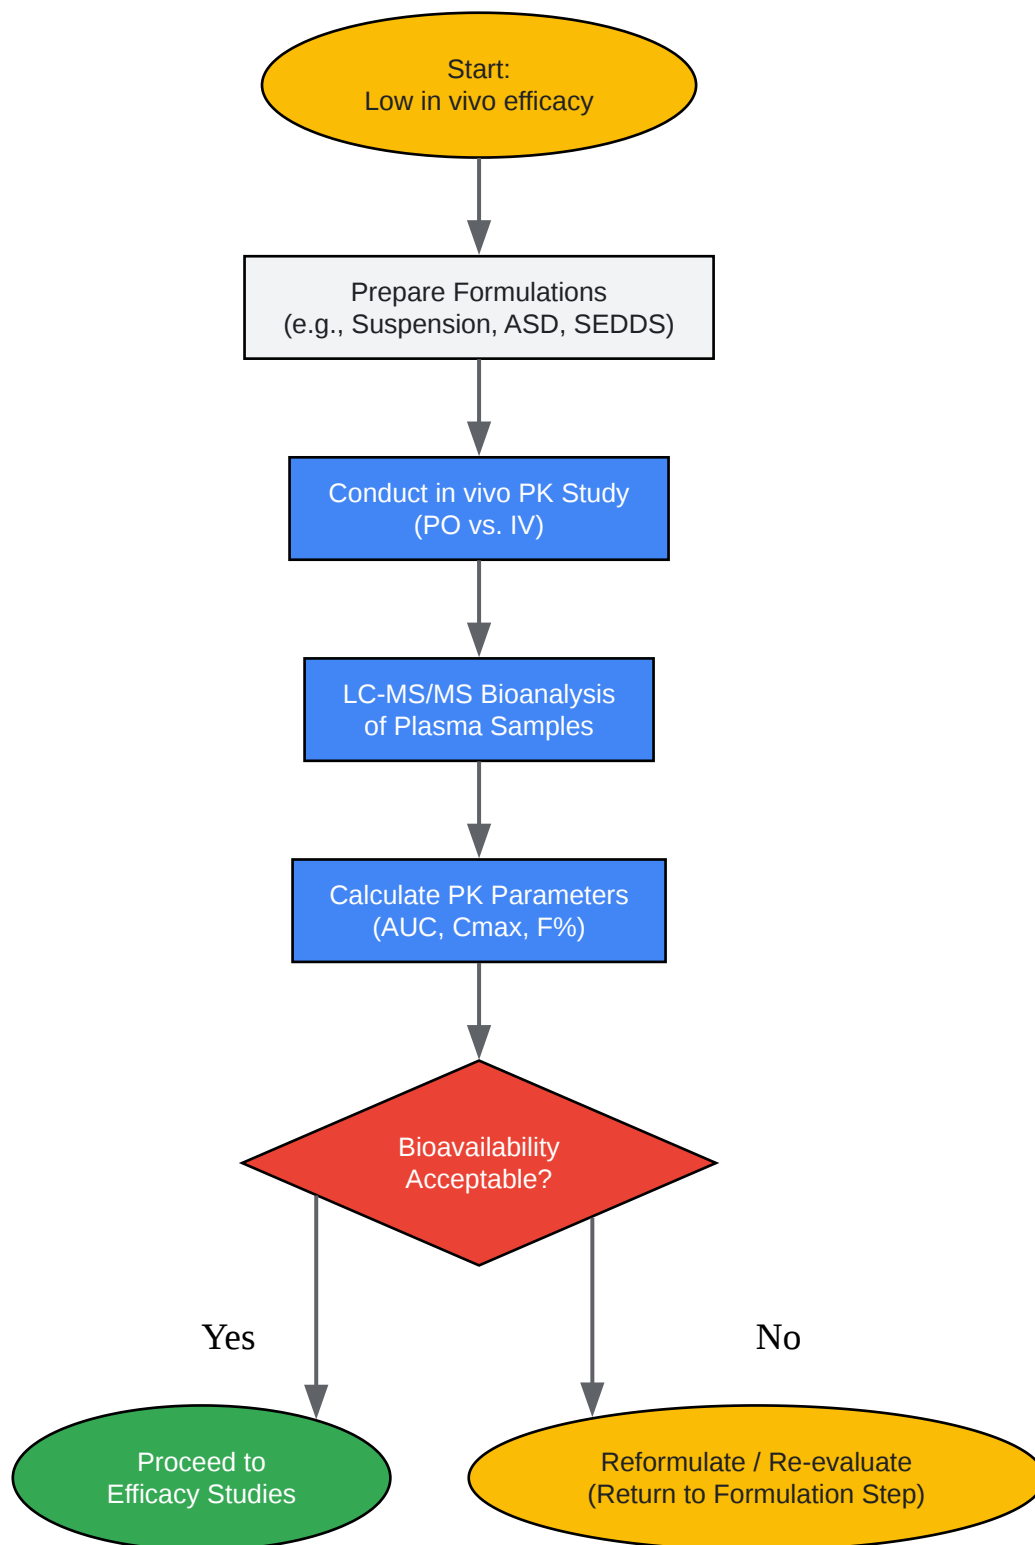 Start:
Low in vivo efficacy
Prepare Formulations
(e.g., Suspension, ASD, SEDDS)
Conduct in vivo PK Study
(PO vs. IV)
LC-MS/MS Bioanalysis
of Plasma Samples
Calculate PK Parameters
(AUC, Cmax, F%)
Bioavailability
Acceptable?
Yes
No
Proceed to
Efficacy Studies
Reformulate / Re-evaluate
(Return to Formulation Step)